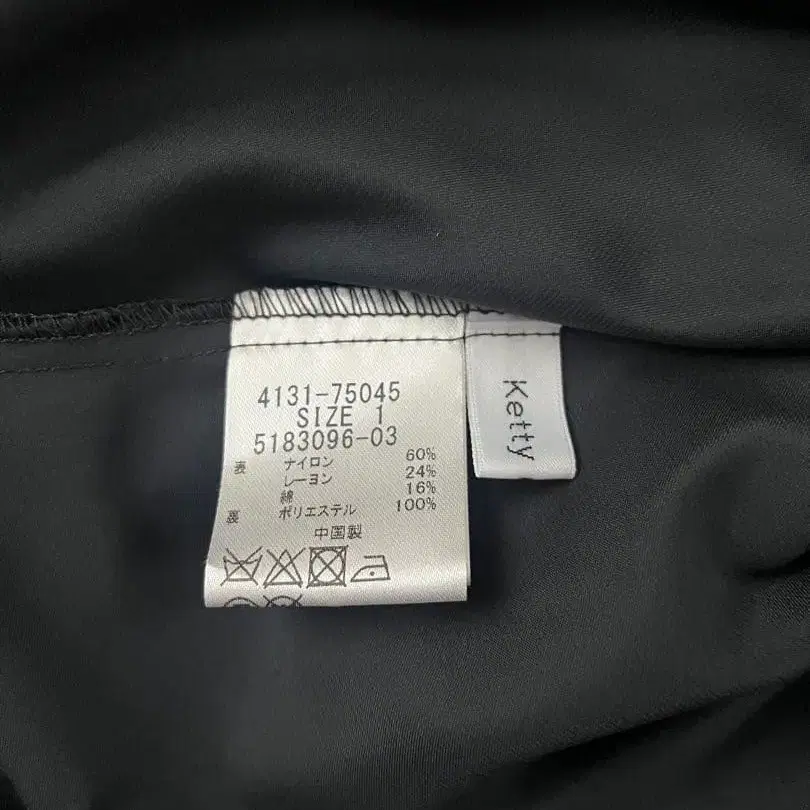 4131-75045
SIZE 1
5183096-03
表 ナイロン 60%
レーヨン 24%
綿 16%
裏 ポリエステル 100%
中国製
Ketty